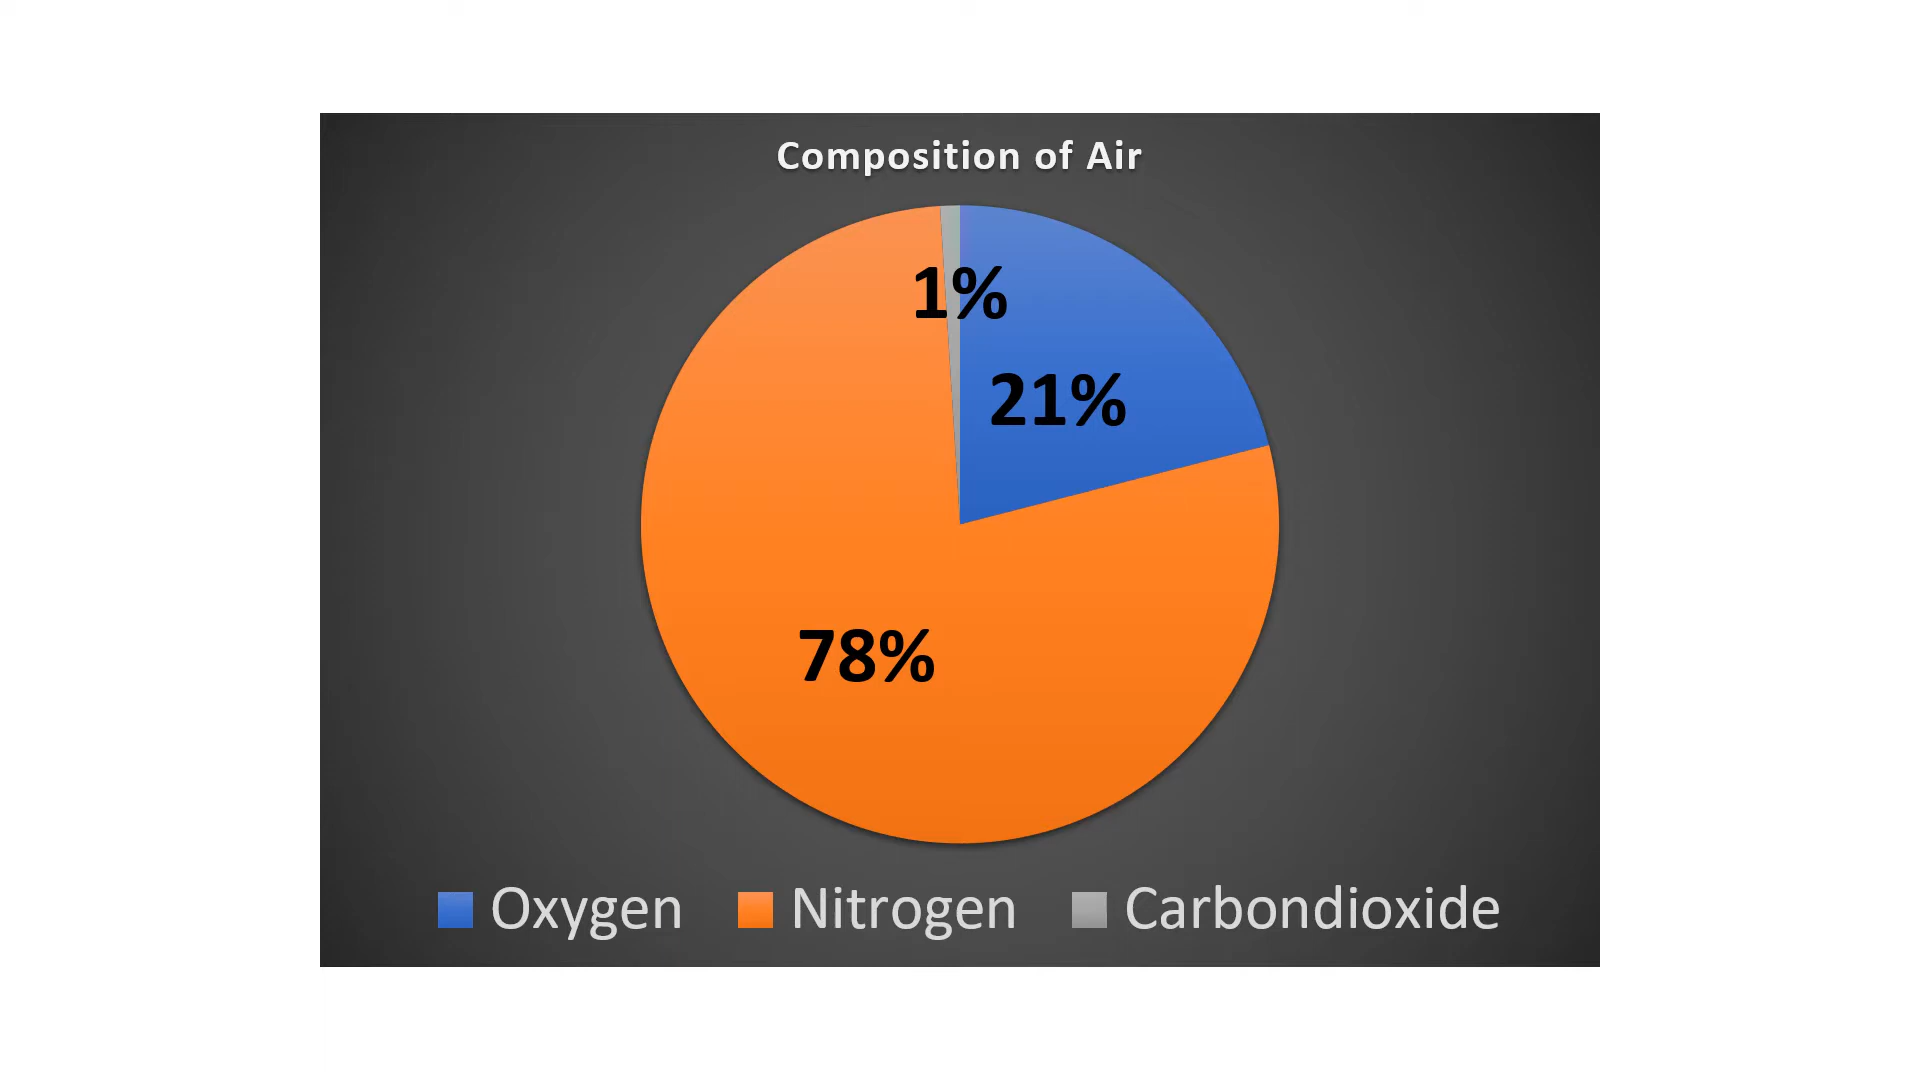 Composition of Air
1%
21%
78%
Oxygen Nitrogen Carbondioxide